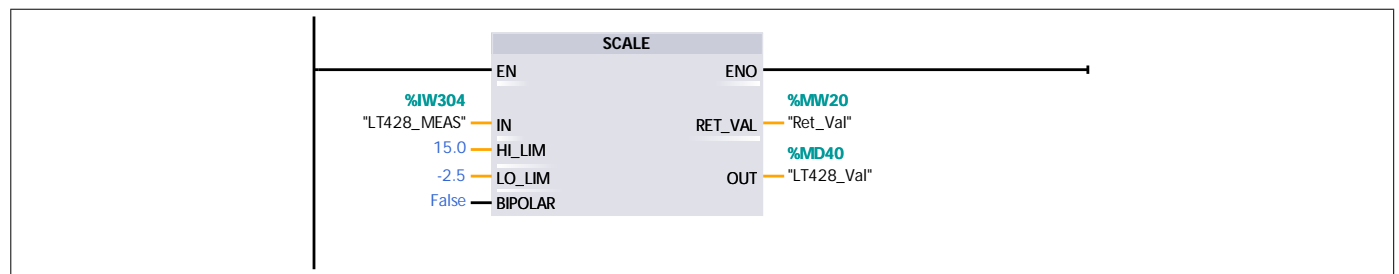 SCALE
EN ENO
%IW304 %MW20
"LT428_MEAS" IN RET_VAL "Ret_Val"
15.0 HI_LIM %MD40
-2.5 LO_LIM OUT "LT428_Val"
False BIPOLAR